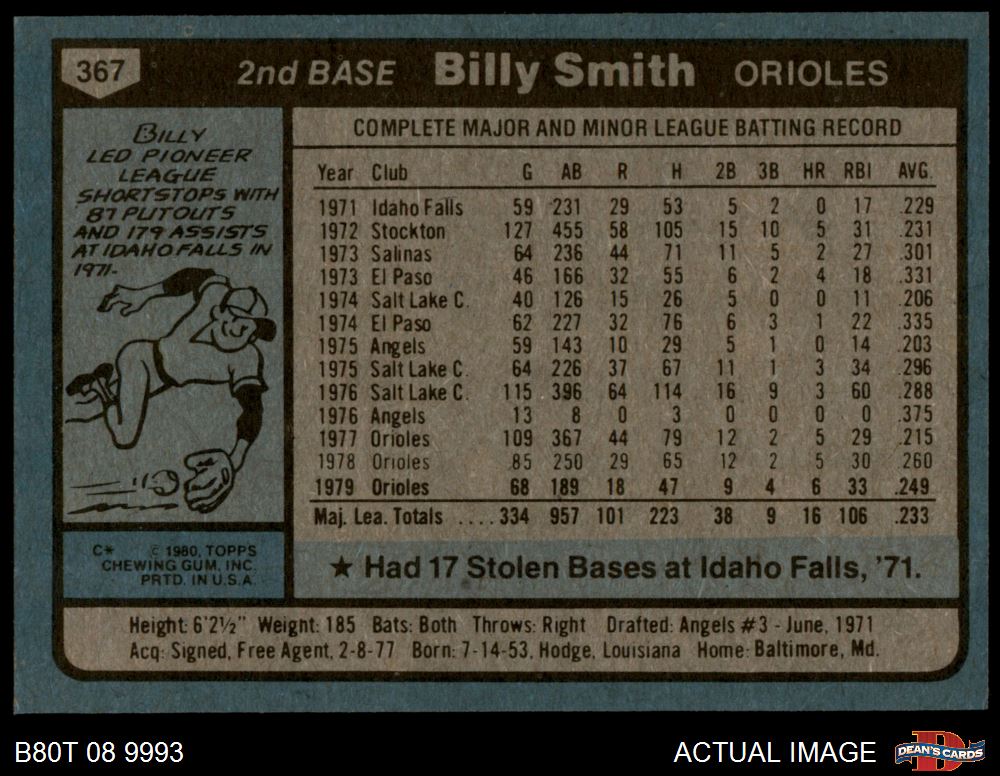 367
2nd BASE Billy Smith ORIOLES
BILLY
LED PIONEER
LEAGUE
SHORTSTOPS WITH
87 PUTOUTS
AND 179 ASSISTS
AT IDAHO FALLS IN
1971.
C* © 1980, TOPPS
CHEWING GUM, INC.
PRTD. IN U.S.A.
COMPLETE MAJOR AND MINOR LEAGUE BATTING RECORD
Year Club G AB R H 2B 3B HR RBI AVG.
1971 Idaho Falls 59 231 29 53 5 2 0 17 .229
1972 Stockton 127 455 58 105 15 10 5 31 .231
1973 Salinas 64 236 44 71 11 5 2 27 .301
1973 El Paso 46 166 32 55 6 2 4 18 .331
1974 Salt Lake C. 40 126 15 26 5 0 0 11 .206
1974 El Paso 62 227 32 76 6 3 1 22 .335
1975 Angels 59 143 10 29 5 1 0 14 .203
1975 Salt Lake C. 64 226 37 67 11 1 3 34 .296
1976 Salt Lake C. 115 396 64 114 16 9 3 60 .288
1976 Angels 13 8 0 3 0 0 0 0 .375
1977 Orioles 109 367 44 79 12 2 5 29 .215
1978 Orioles 85 250 29 65 12 2 5 30 .260
1979 Orioles 68 189 18 47 9 4 6 33 .249
Maj. Lea. Totals ....334 957 101 223 38 9 16 106 .233
★ Had 17 Stolen Bases at Idaho Falls, '71.
Height: 6'2½" Weight: 185 Bats: Both Throws: Right Drafted: Angels #3 - June, 1971
Acq: Signed, Free Agent, 2-8-77 Born: 7-14-53, Hodge, Louisiana Home: Baltimore, Md.
B80T 08 9993
ACTUAL IMAGE
D
DEAN'S CARDS